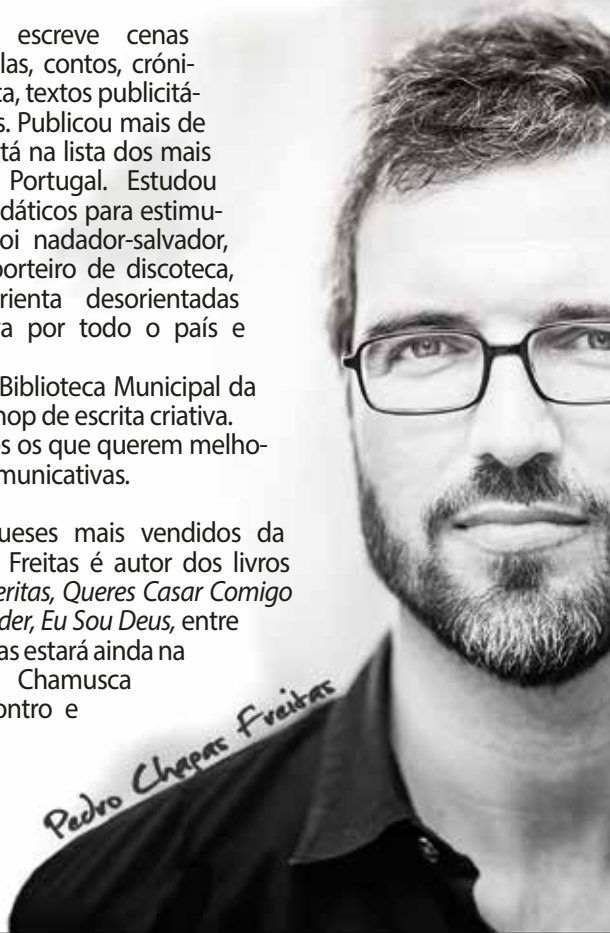 escreve cenas
las, contos, cróni-
ta, textos publicitá-
s. Publicou mais de
tá na lista dos mais
Portugal. Estudou
dáticos para estimu-
oi nadador-salvador,
porteiro de discoteca,
rienta desorientadas
a por todo o país e
Biblioteca Municipal da
hop de escrita criativa.
os os que querem melho-
municativas.
ueses mais vendidos da
Freitas é autor dos livros
eritas, Queres Casar Comigo
der, Eu Sou Deus, entre
as estará ainda na
Chamusca
ontro e
Pedro Chagas Freitas